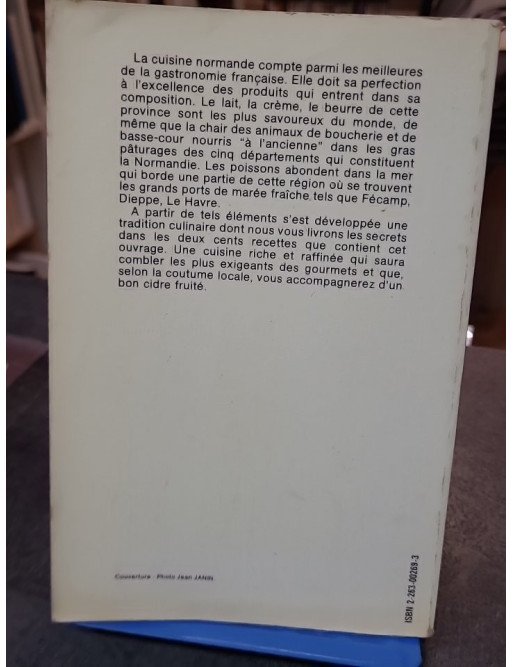 La cuisine normande compte parmi les meilleures
de la gastronomie française. Elle doit sa perfection
à l'excellence des produits qui entrent dans sa
composition. Le lait, la crème, le beurre de cette
province sont les plus savoureux du monde, de
même que la chair des animaux de boucherie et de
basse-cour nourris "à l'ancienne" dans les gras
pâturages des cinq départements qui constituent
la Normandie. Les poissons abondent dans la mer
qui borde une partie de cette région où se trouvent
les grands ports de marée fraîche, tels que Fécamp,
Dieppe, Le Havre.
A partir de tels éléments s'est développée une
tradition culinaire dont nous vous livrons les secrets
dans les deux cents recettes que contient cet
ouvrage. Une cuisine riche et raffinée qui saura
combler les plus exigeants des gourmets et que,
selon la coutume locale, vous accompagnerez d'un
bon cidre fruité.
Couverture Photo Jean JANIN
ISBN 2-263-00269-3